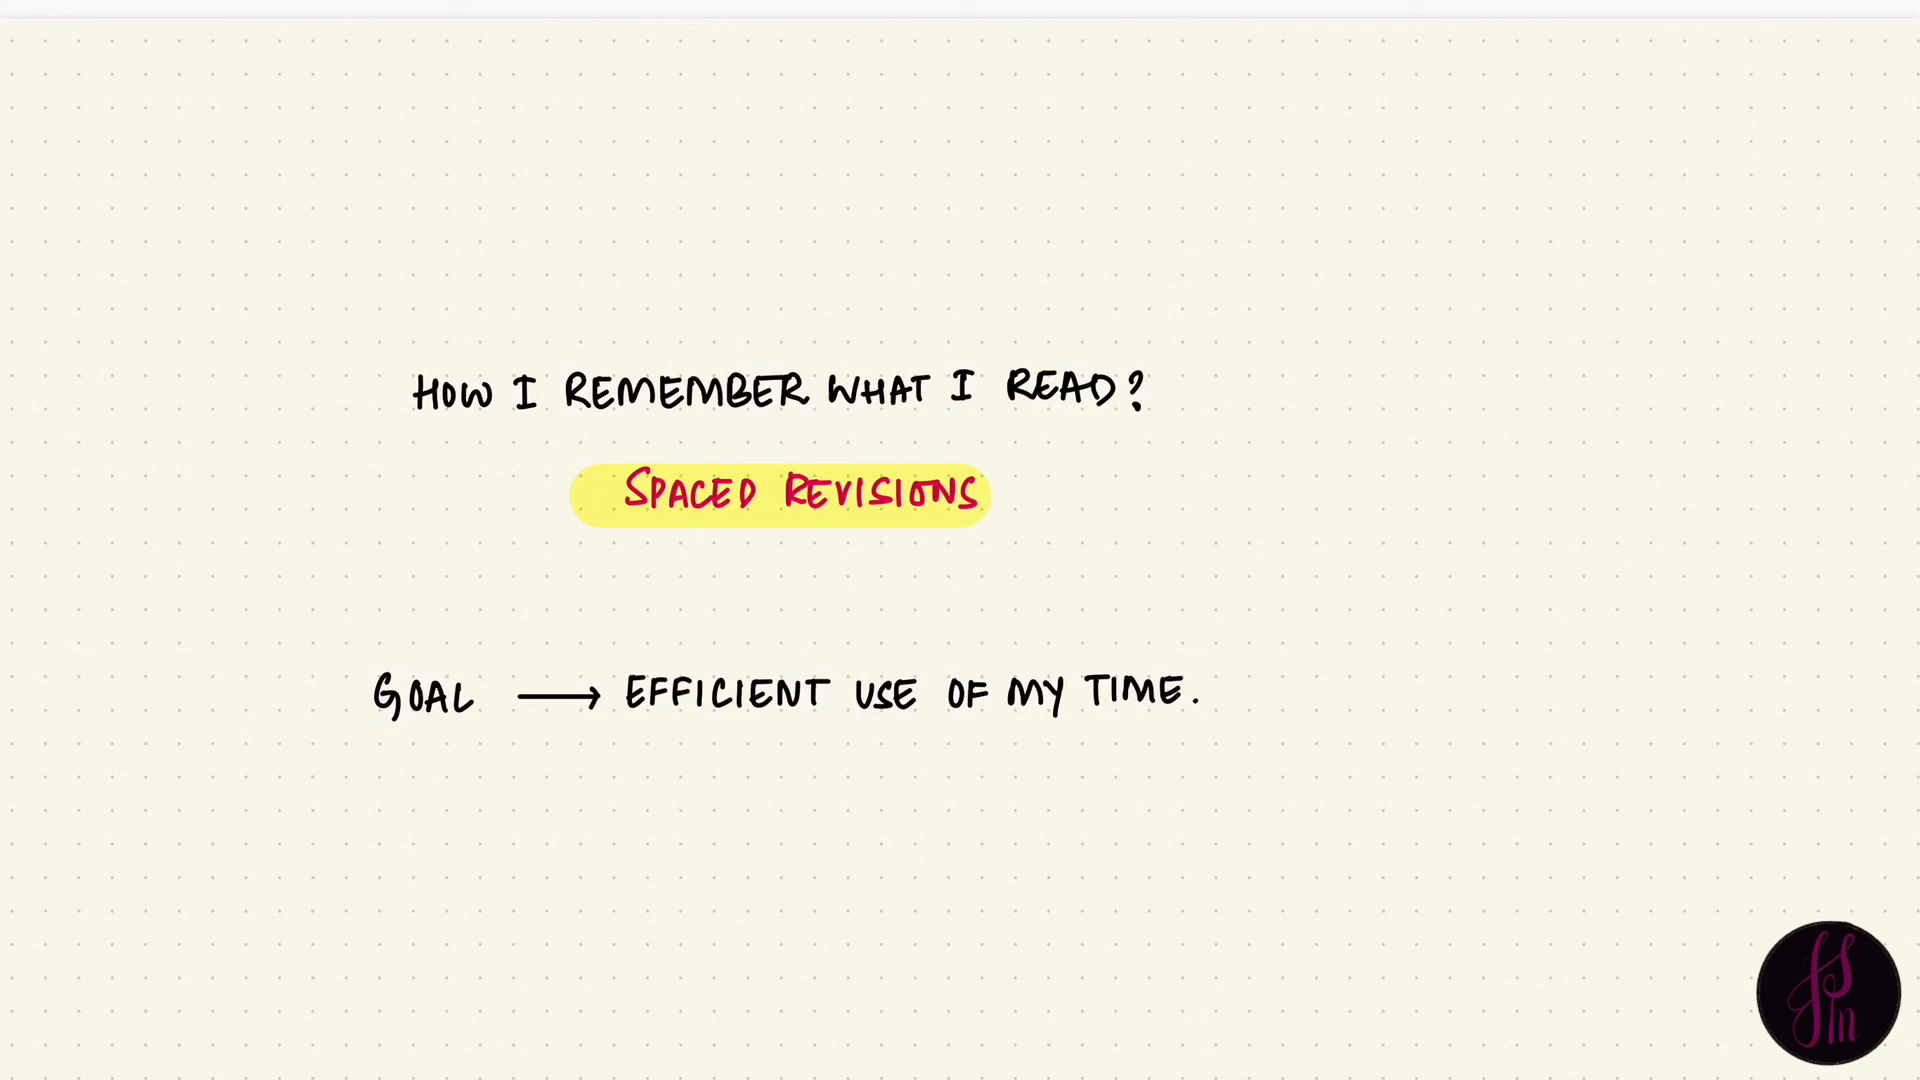 HOW I REMEMBER WHAT I READ?
SPACED REVISIONS
GOAL ⟶ EFFICIENT USE OF MY TIME.